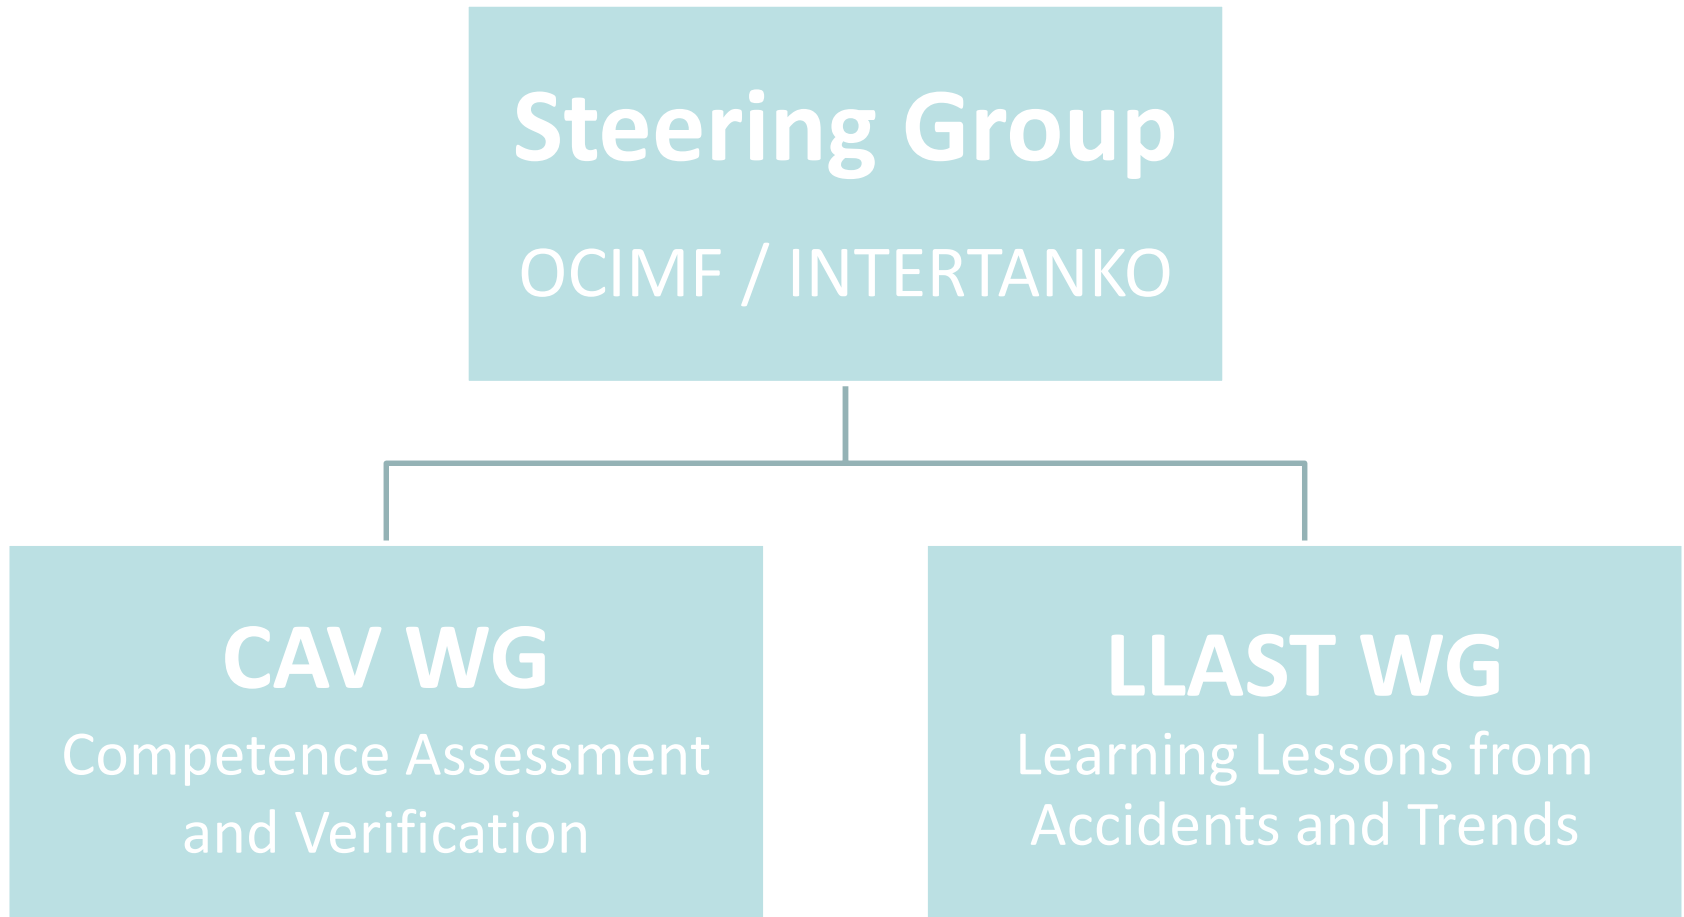 Steering Group
OCIMF / INTERTANKO
CAV WG
Competence Assessment
and Verification
LLAST WG
Learning Lessons from
Accidents and Trends